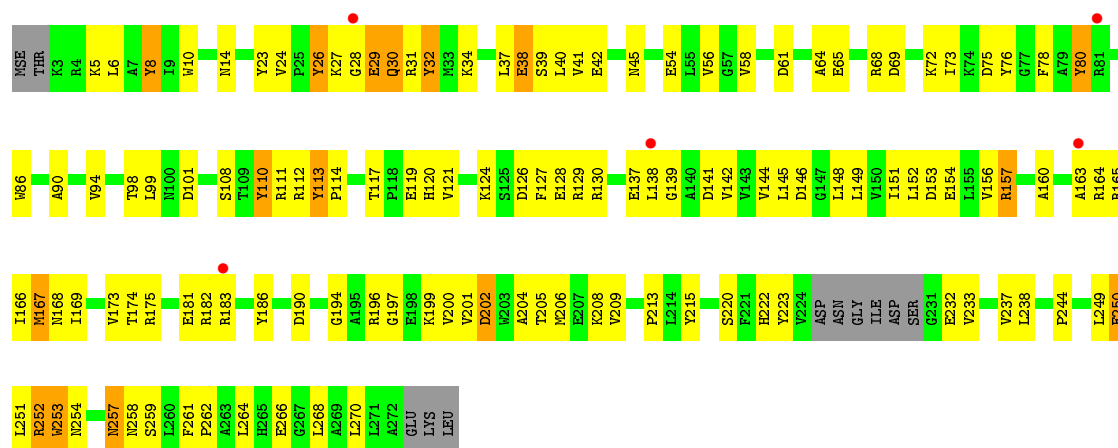 MSE THR K3 R4 K5 L6 A7 Y8 I9 W10 N14 Y23 V24 P25 Y26 K27 G28 E29 Q30 R31 Y32 M33 K34 L37 E38 S39 L40 V41 E42 N45 E54 L55 V56 G57 V58 D61 A64 E65 R68 D69 K72 I73 K74 D75 Y76 G77 F78 A79 Y80 R81
W86 A90 V94 T98 L99 N100 D101 S108 T109 Y110 R111 R112 Y113 P114 T117 P118 E119 H120 V121 K124 S125 D126 F127 E128 R129 R130 E137 L138 G139 A140 D141 V142 V143 V144 L145 D146 G147 L148 L149 V150 I151 L152 D153 E154 L155 V156 R157 A160 A163 R164
I166 M167 N168 I169 V173 T174 R175 E181 R182 R183 Y186 D190 G194 A195 R196 G197 E198 K199 V200 V201 D202 W203 A204 T205 M206 E207 K208 V209 P213 L214 Y215 S220 F221 H222 Y223 V224 ASP ASN GLY ILE ASP SER G231 E232 V233 V237 L238 P244 L249
L251 R252 W253 N254 N257 N258 S259 L260 F261 P262 A263 L264 H265 E266 G267 L268 A269 L270 L271 A272 GLU LYS LEU